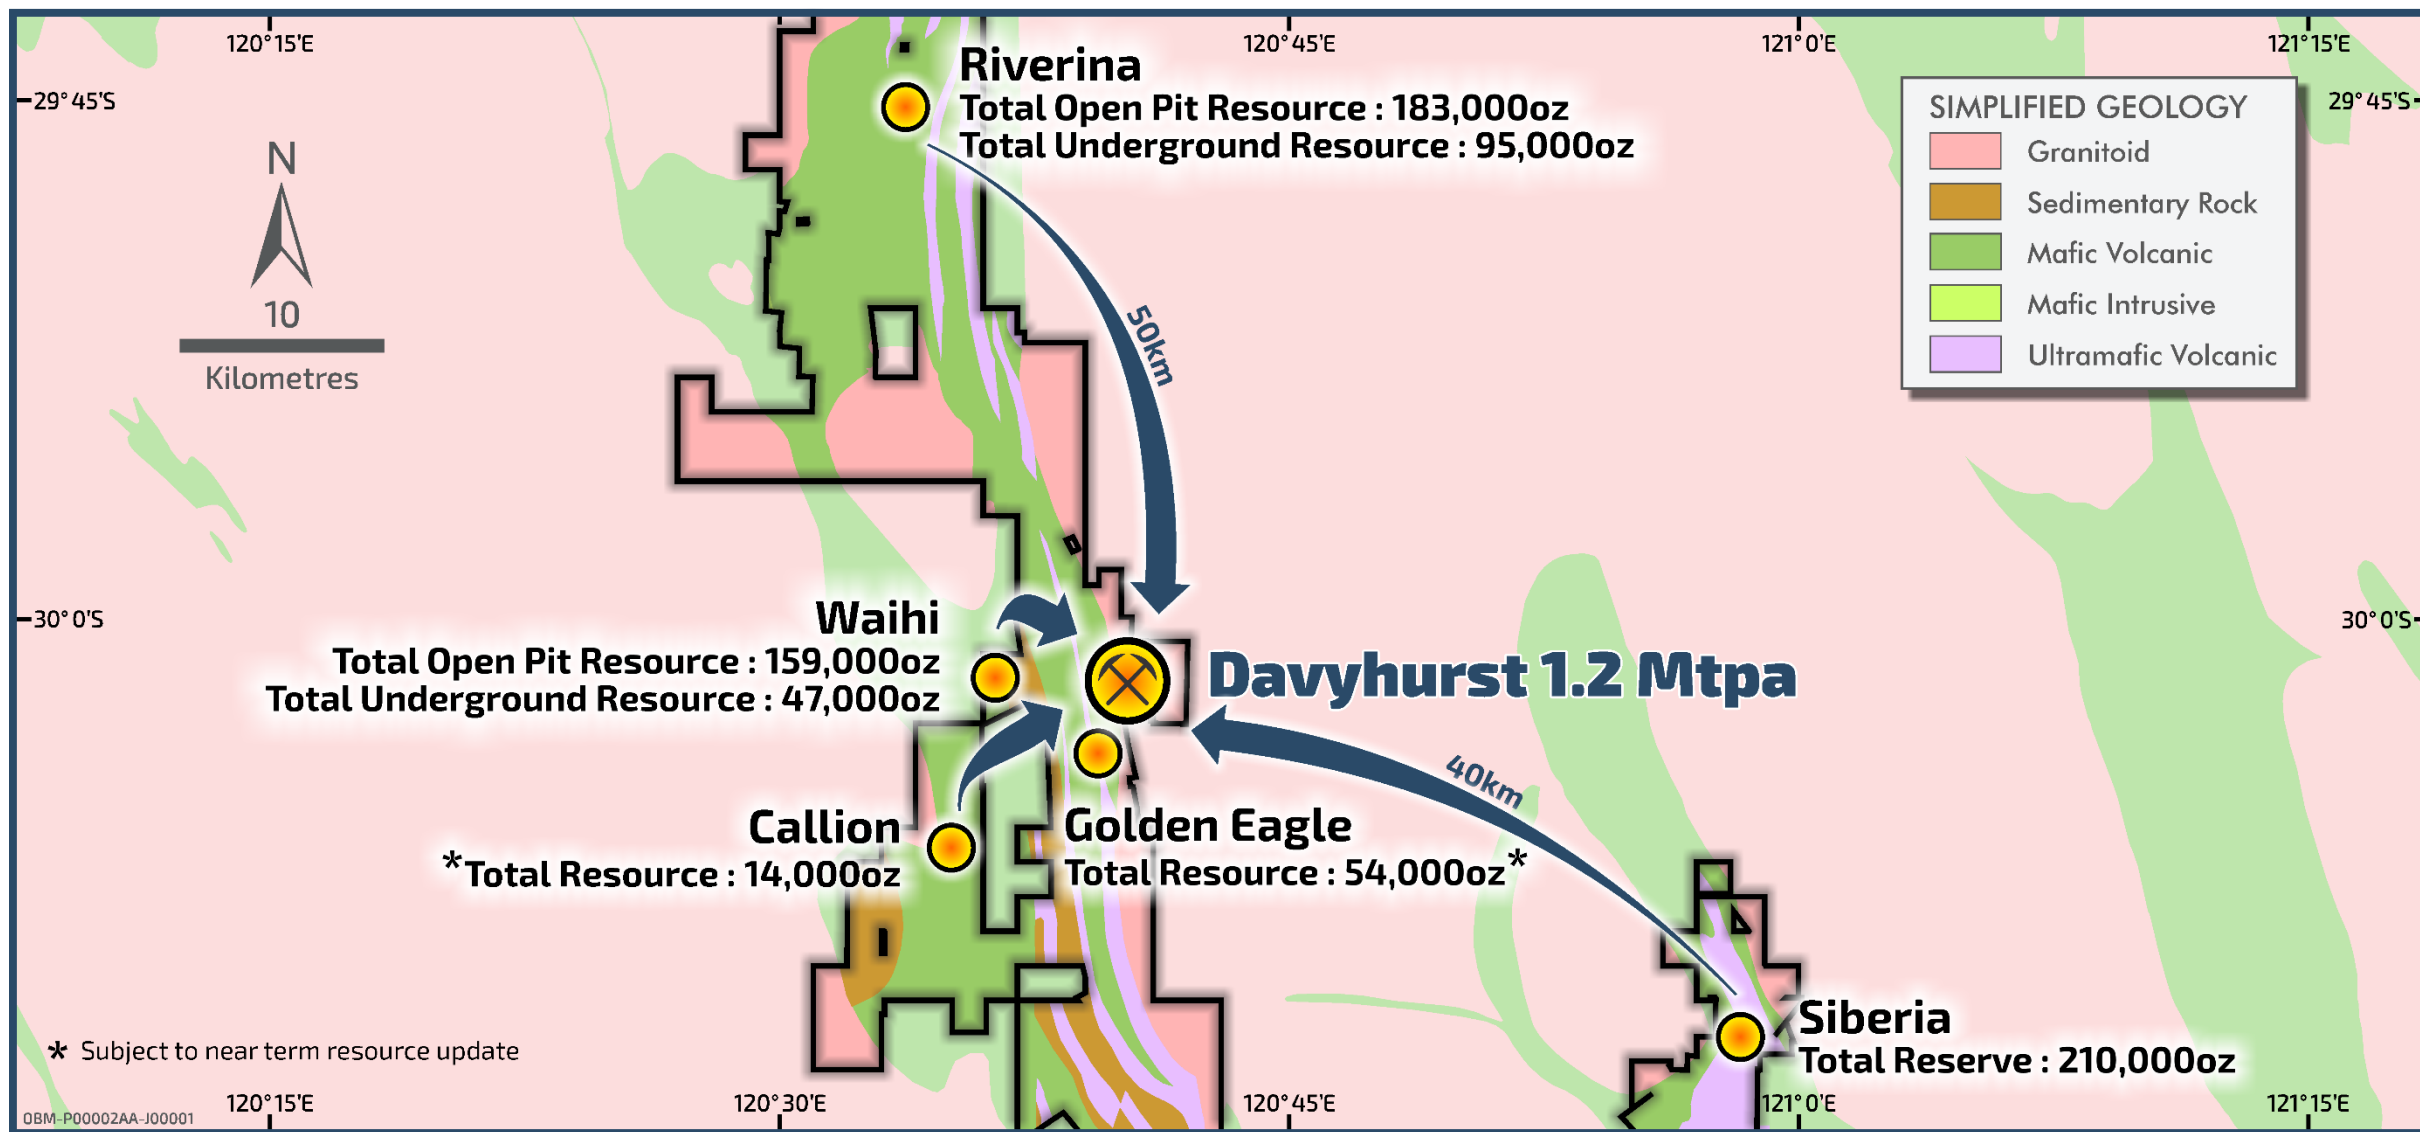 120°15'E
120°45'E
121°0'E
121°15'E
29°45'S
29°45'S
Riverina
Total Open Pit Resource : 183,000oz
Total Underground Resource : 95,000oz
SIMPLIFIED GEOLOGY
Granitoid
Sedimentary Rock
Mafic Volcanic
Mafic Intrusive
Ultramafic Volcanic
N
10
Kilometres
50km
30°0'S
30°0'S
Waihi
Total Open Pit Resource : 159,000oz
Total Underground Resource : 47,000oz
Davyhurst 1.2 Mtpa
40km
Callion
*Total Resource : 14,000oz
Golden Eagle
Total Resource : 54,000oz*
Siberia
Total Reserve : 210,000oz
* Subject to near term resource update
120°15'E
120°30'E
120°45'E
121°0'E
121°15'E
OBM-P00002AA-J00001